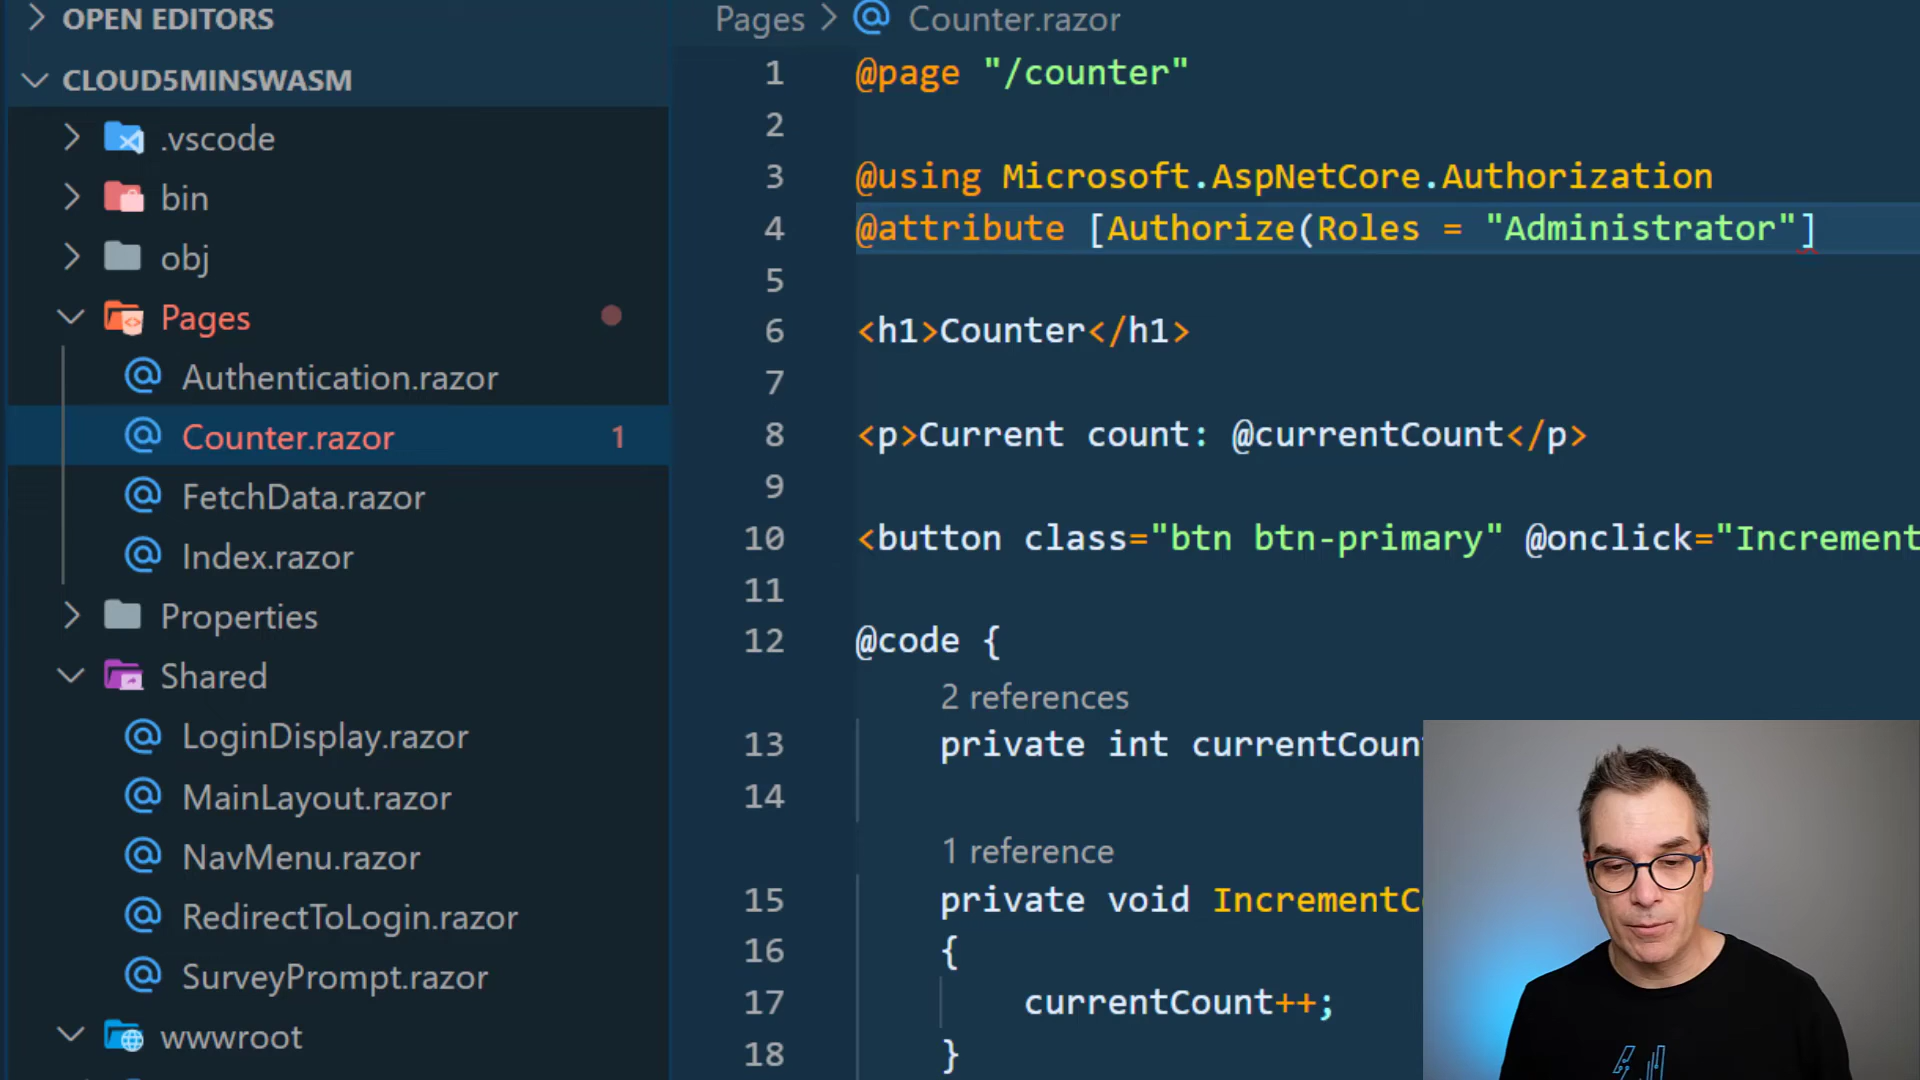 OPEN EDITORS
CLOUD5MINSWASM
.vscode
bin
obj
Pages
Authentication.razor
Counter.razor 1
FetchData.razor
Index.razor
Properties
Shared
LoginDisplay.razor
MainLayout.razor
NavMenu.razor
RedirectToLogin.razor
SurveyPrompt.razor
wwwroot
Pages > @ Counter.razor
1 @page "/counter"
2
3 @using Microsoft.AspNetCore.Authorization
4 @attribute [Authorize(Roles = "Administrator"]
5
6 <h1>Counter</h1>
7
8 <p>Current count: @currentCount</p>
9
10 <button class="btn btn-primary" @onclick="Increment
11
12 @code {
2 references
13 private int currentCoun
14
1 reference
15 private void IncrementC
16 {
17 currentCount++;
18 }